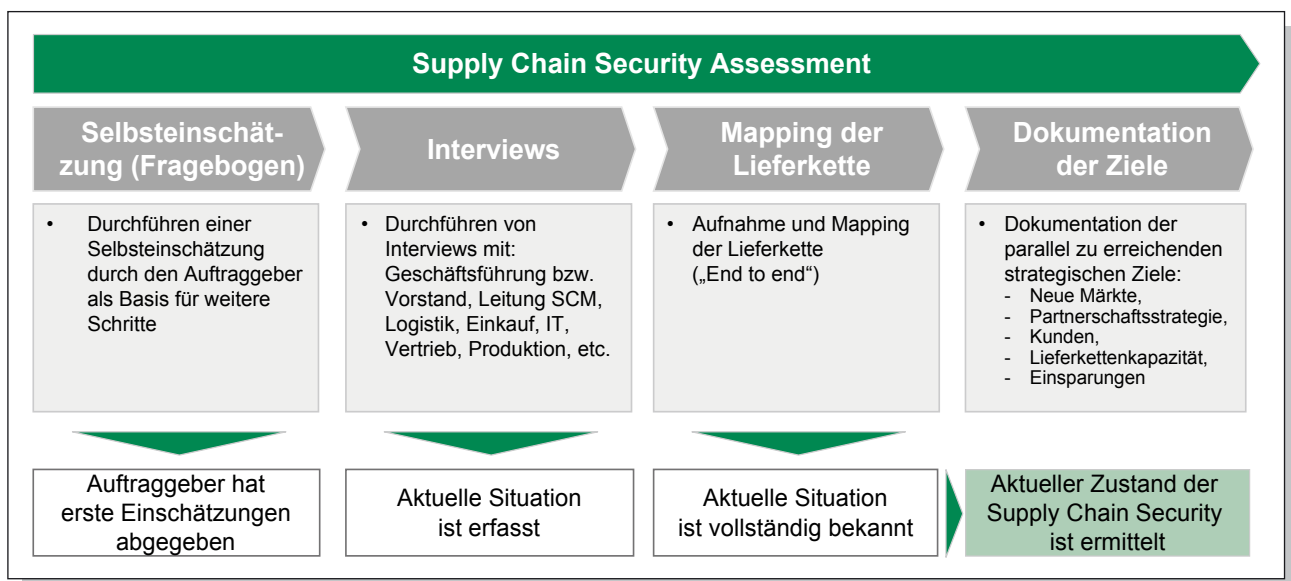 Supply Chain Security Assessment
Selbsteinschät-
zung (Fragebogen)
Interviews
Mapping der
Lieferkette
Dokumentation
der Ziele
• Durchführen einer
Selbsteinschätzung
durch den Auftraggeber
als Basis für weitere
Schritte
• Durchführen von
Interviews mit:
Geschäftsführung bzw.
Vorstand, Leitung SCM,
Logistik, Einkauf, IT,
Vertrieb, Produktion, etc.
• Aufnahme und Mapping
der Lieferkette
(„End to end“)
• Dokumentation der
parallel zu erreichenden
strategischen Ziele:
- Neue Märkte,
- Partnerschaftsstrategie,
- Kunden,
- Lieferkettenkapazität,
- Einsparungen
Auftraggeber hat
erste Einschätzungen
abgegeben
Aktuelle Situation
ist erfasst
Aktuelle Situation
ist vollständig bekannt
Aktueller Zustand der
Supply Chain Security
ist ermittelt